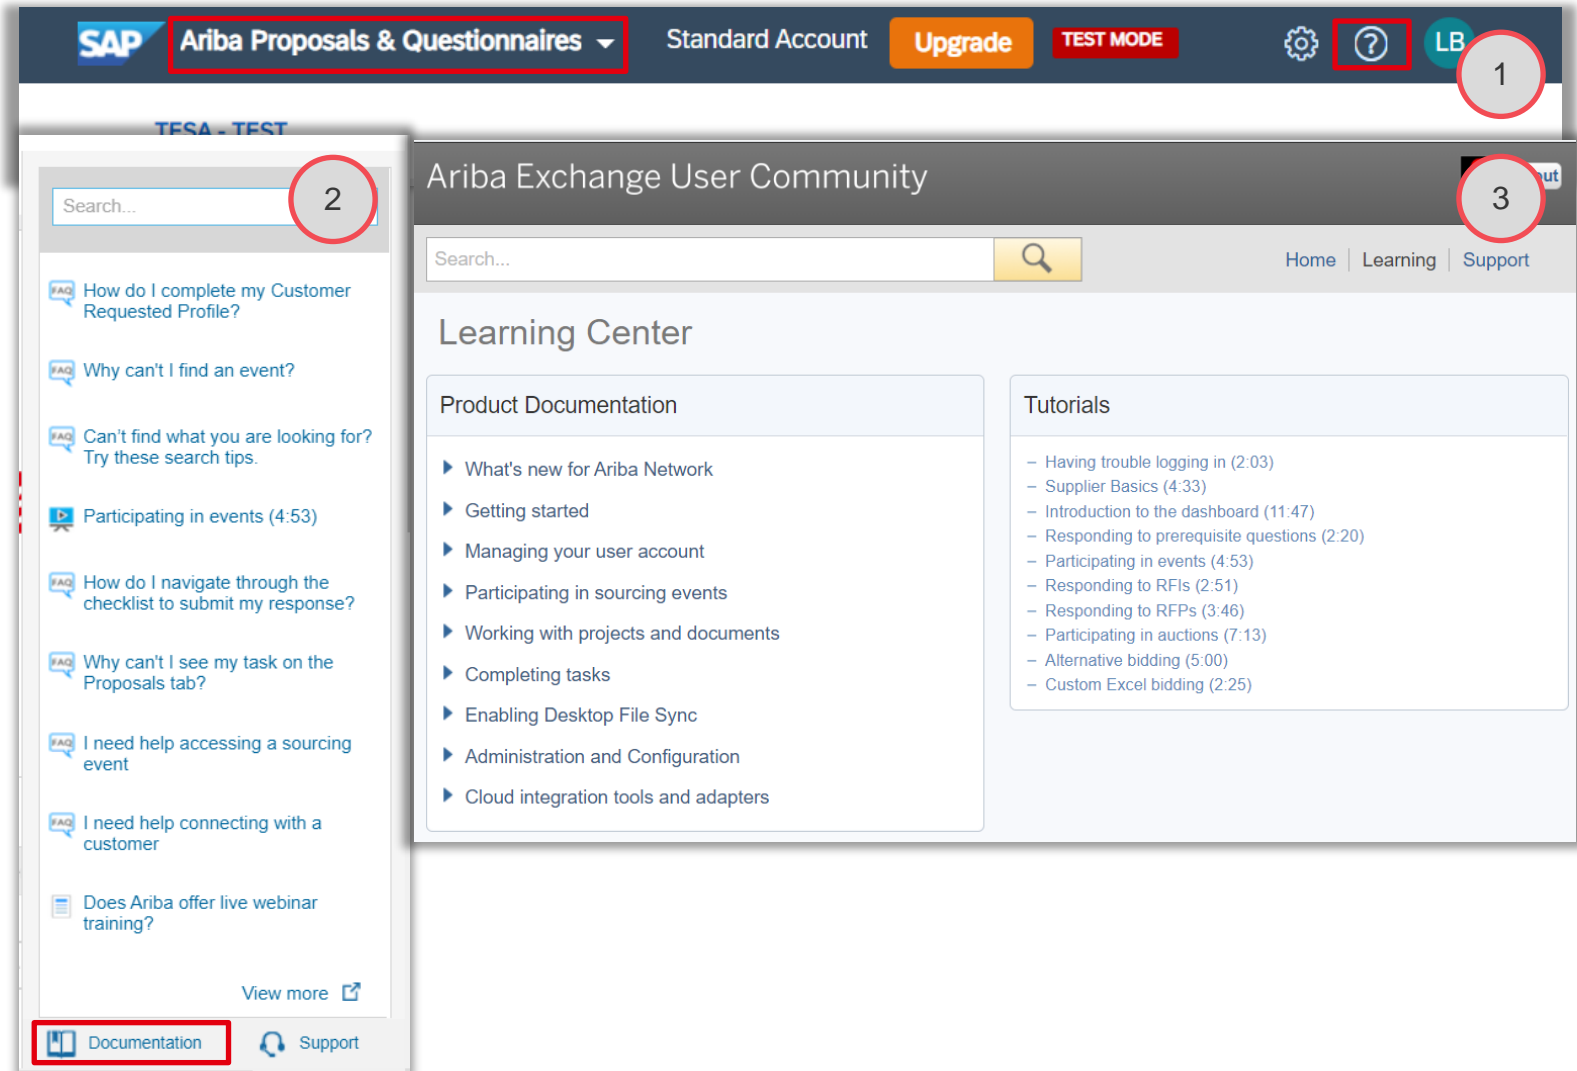 SAP Ariba Proposals & Questionnaires Standard Account Upgrade TEST MODE LB
1
TESA - TEST
Search...
2
FAQ How do I complete my Customer
Requested Profile?
FAQ Why can't I find an event?
FAQ Can't find what you are looking for?
Try these search tips.
Participating in events (4:53)
FAQ How do I navigate through the
checklist to submit my response?
FAQ Why can't I see my task on the
Proposals tab?
FAQ I need help accessing a sourcing
event
FAQ I need help connecting with a
customer
Does Ariba offer live webinar
training?
View more
Documentation Support
Ariba Exchange User Community
3
Search...
Home Learning Support
Learning Center
Product Documentation
What's new for Ariba Network
Getting started
Managing your user account
Participating in sourcing events
Working with projects and documents
Completing tasks
Enabling Desktop File Sync
Administration and Configuration
Cloud integration tools and adapters
Tutorials
– Having trouble logging in (2:03)
– Supplier Basics (4:33)
– Introduction to the dashboard (11:47)
– Responding to prerequisite questions (2:20)
– Participating in events (4:53)
– Responding to RFIs (2:51)
– Responding to RFPs (3:46)
– Participating in auctions (7:13)
– Alternative bidding (5:00)
– Custom Excel bidding (2:25)